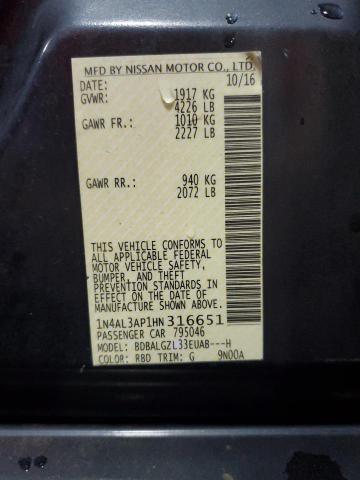 MFD BY NISSAN MOTOR CO., LTD.
DATE: 10/16
GVWR: 1917 KG
4226 LB
GAWR FR.: 1010 KG
2227 LB
GAWR RR.: 940 KG
2072 LB
THIS VEHICLE CONFORMS TO
ALL APPLICABLE FEDERAL
MOTOR VEHICLE SAFETY,
BUMPER, AND THEFT
PREVENTION STANDARDS IN
EFFECT ON THE DATE OF
MANUFACTURE SHOWN ABOVE.
1N4AL3AP1HN316651
PASSENGER CAR 795046
MODEL: BDBALGZL33EUAB---H
COLOR: RBD TRIM: G 9N00A